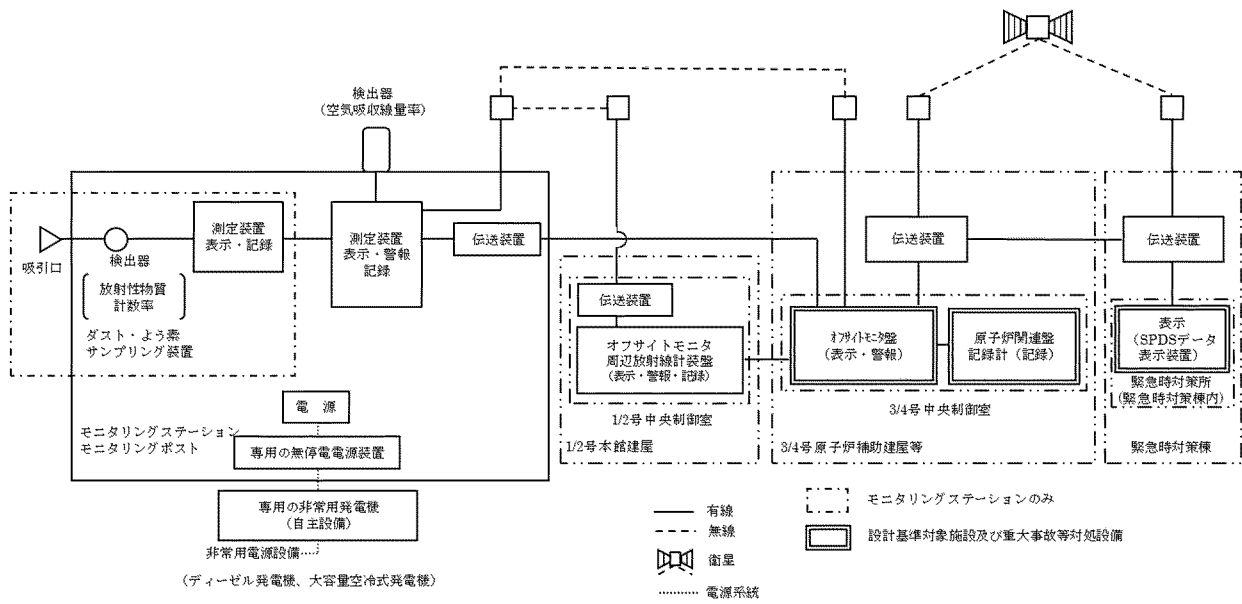 検出器
（空気吸収線量率）
測定装置
表示・記録
測定装置
表示・警報
記録
伝送装置
吸引口
検出器
放射性物質
計数率
ダスト・よう素
サンプリング装置
電　源
モニタリングステーション
モニタリングポスト
専用の無停電電源装置
専用の非常用発電機
（自主設備）
非常用電源設備
（ディーゼル発電機、大容量空冷式発電機）
伝送装置
オフサイトモニタ
周辺放射線計装盤
（表示・警報・記録）
1/2号中央制御室
1/2号本館建屋
伝送装置
オフサイトモニタ盤
（表示・警報）
原子炉関連盤
記録計（記録）
3/4号中央制御室
3/4号原子炉補助建屋等
伝送装置
表示
（SPDSデータ
表示装置）
緊急時対策所
（緊急時対策棟内）
緊急時対策棟
有線
無線
衛星
電源系統
モニタリングステーションのみ
設計基準対象施設及び重大事故等対処設備